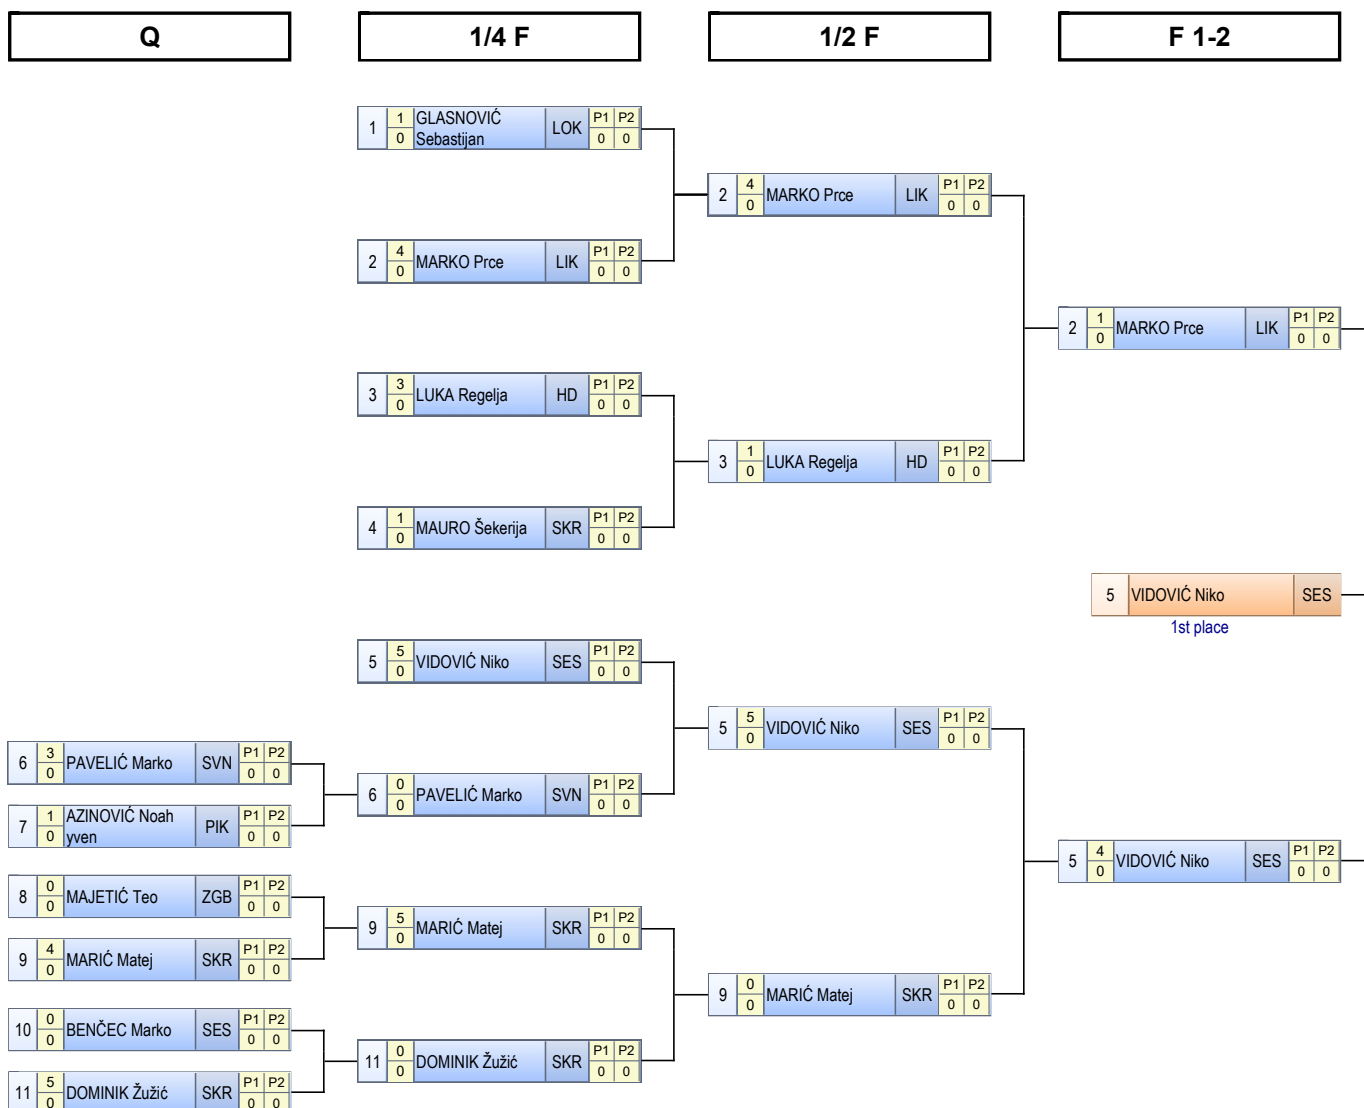 Q 1/4 F 1/2 F F 1-2
1 1 0 GLASNOVIĆ Sebastijan LOK P1 P2 0 0
2 4 0 MARKO Prce LIK P1 P2 0 0
3 3 0 LUKA Regelja HD P1 P2 0 0
4 1 0 MAURO Šekerija SKR P1 P2 0 0
5 5 0 VIDOVIĆ Niko SES P1 P2 0 0
6 3 0 PAVELIĆ Marko SVN P1 P2 0 0
7 1 0 AZINOVIĆ Noah yven PIK P1 P2 0 0
8 0 0 MAJETIĆ Teo ZGB P1 P2 0 0
9 4 0 MARIĆ Matej SKR P1 P2 0 0
10 0 0 BENČEC Marko SES P1 P2 0 0
11 5 0 DOMINIK Žužić SKR P1 P2 0 0
6 0 0 PAVELIĆ Marko SVN P1 P2 0 0
9 5 0 MARIĆ Matej SKR P1 P2 0 0
11 0 0 DOMINIK Žužić SKR P1 P2 0 0
2 4 0 MARKO Prce LIK P1 P2 0 0
3 1 0 LUKA Regelja HD P1 P2 0 0
5 5 0 VIDOVIĆ Niko SES P1 P2 0 0
9 0 0 MARIĆ Matej SKR P1 P2 0 0
2 1 0 MARKO Prce LIK P1 P2 0 0
5 VIDOVIĆ Niko SES
1st place
5 4 0 VIDOVIĆ Niko SES P1 P2 0 0